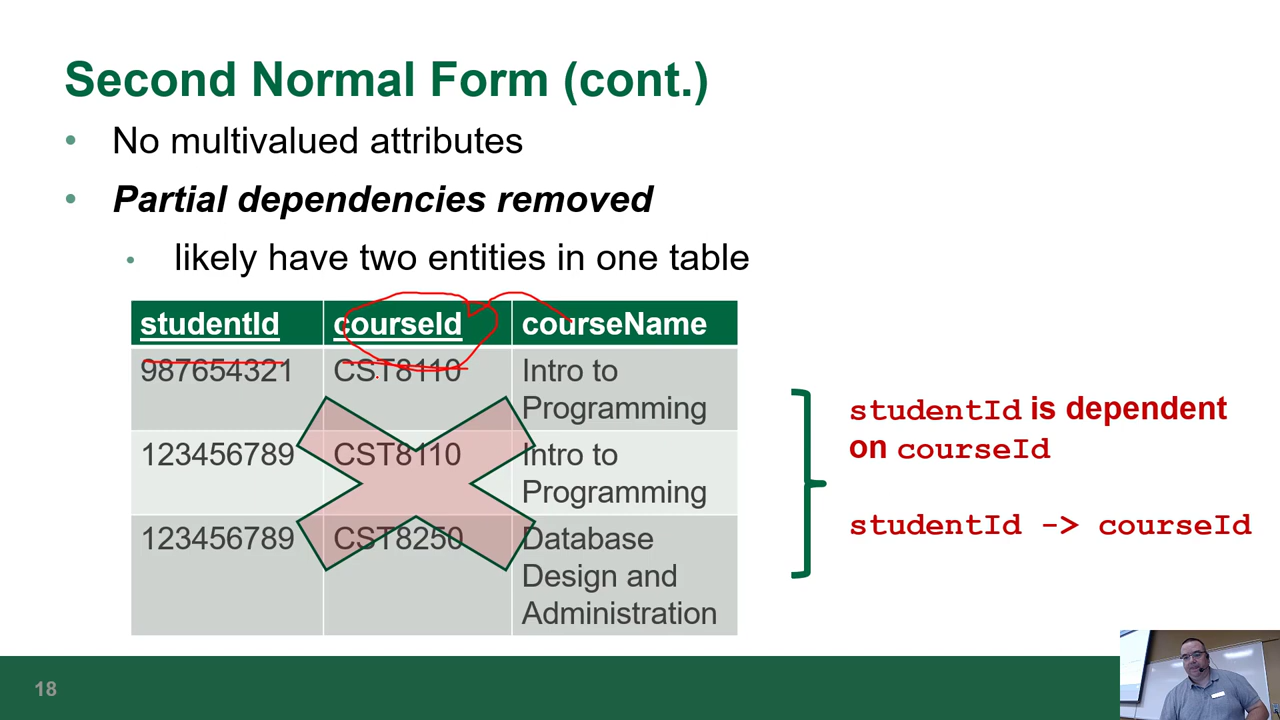 Second Normal Form (cont.)
• No multivalued attributes
• Partial dependencies removed
• likely have two entities in one table
studentId courseId courseName
987654321 CST8110 Intro to
Programming
123456789 CST8110 Intro to
Programming
123456789 CST8250 Database
Design and
Administration
studentId is dependent
on courseId
studentId -> courseId
18